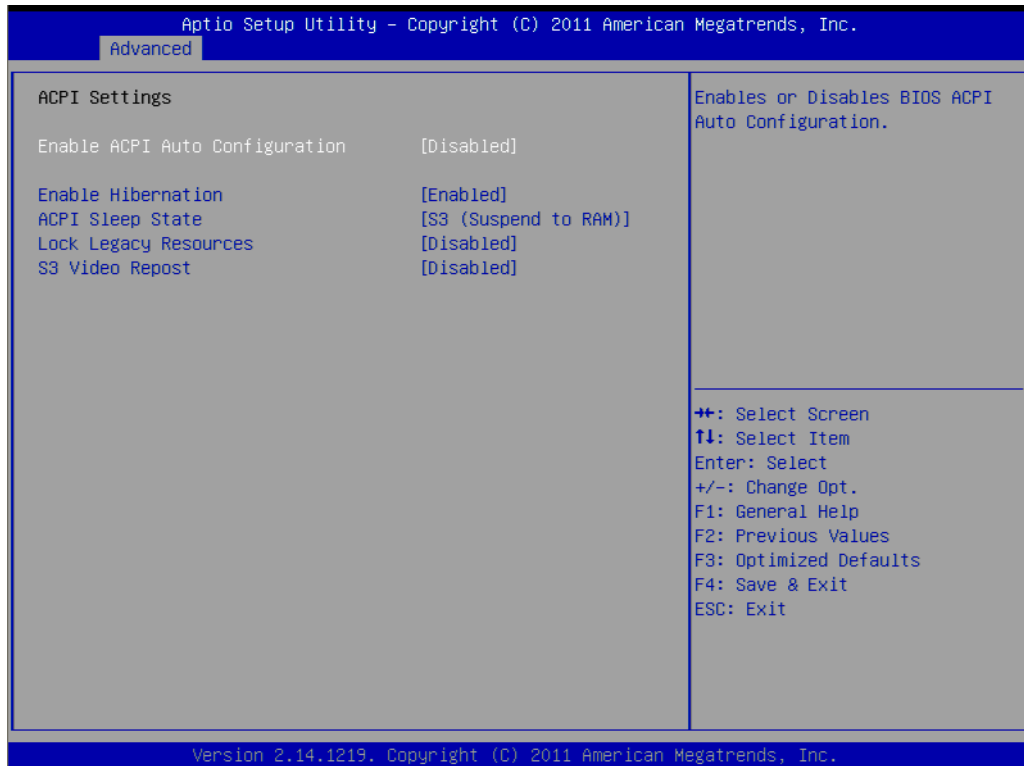 Aptio Setup Utility – Copyright (C) 2011 American Megatrends, Inc.
Advanced
ACPI Settings
Enable ACPI Auto Configuration [Disabled]
Enable Hibernation [Enabled]
ACPI Sleep State [S3 (Suspend to RAM)]
Lock Legacy Resources [Disabled]
S3 Video Repost [Disabled]
Enables or Disables BIOS ACPI
Auto Configuration.
→←: Select Screen
↑↓: Select Item
Enter: Select
+/-: Change Opt.
F1: General Help
F2: Previous Values
F3: Optimized Defaults
F4: Save & Exit
ESC: Exit
Version 2.14.1219. Copyright (C) 2011 American Megatrends, Inc.